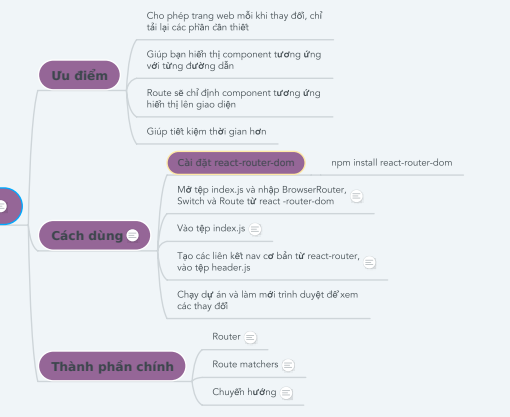 Cho phép trang web mỗi khi thay đổi, chỉ
tải lại các phần cần thiết
Giúp bạn hiển thị component tương ứng
với từng đường dẫn
Ưu điểm
Route sẽ chỉ định component tương ứng
hiển thị lên giao diện
Giúp tiết kiệm thời gian hơn
Cài đặt react-router-dom
npm install react-router-dom
Mở tệp index.js và nhập BrowserRouter,
Switch và Route từ react -router-dom
Cách dùng
Vào tệp index.js
Tạo các liên kết nav cơ bản từ react-router,
vào tệp header.js
Chạy dự án và làm mới trình duyệt để xem
các thay đổi
Thành phần chính
Router
Route matchers
Chuyển hướng